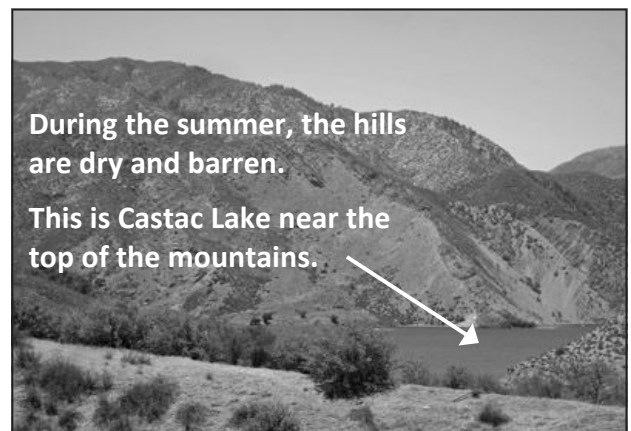 During the summer, the hills
are dry and barren.
This is Castac Lake near the
top of the mountains.